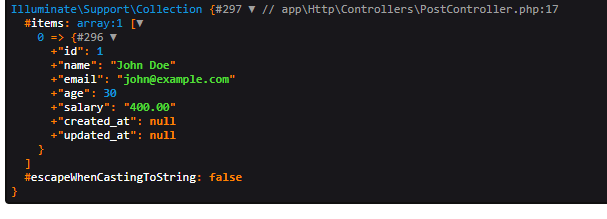 Illuminate\Support\Collection {#297 ▼ // app\Http\Controllers\PostController.php:17
  #items: array:1 [▼
    0 => {#296 ▼
      +"id": 1
      +"name": "John Doe"
      +"email": "john@example.com"
      +"age": 30
      +"salary": "400.00"
      +"created_at": null
      +"updated_at": null
    }
  ]
  #escapeWhenCastingToString: false
}